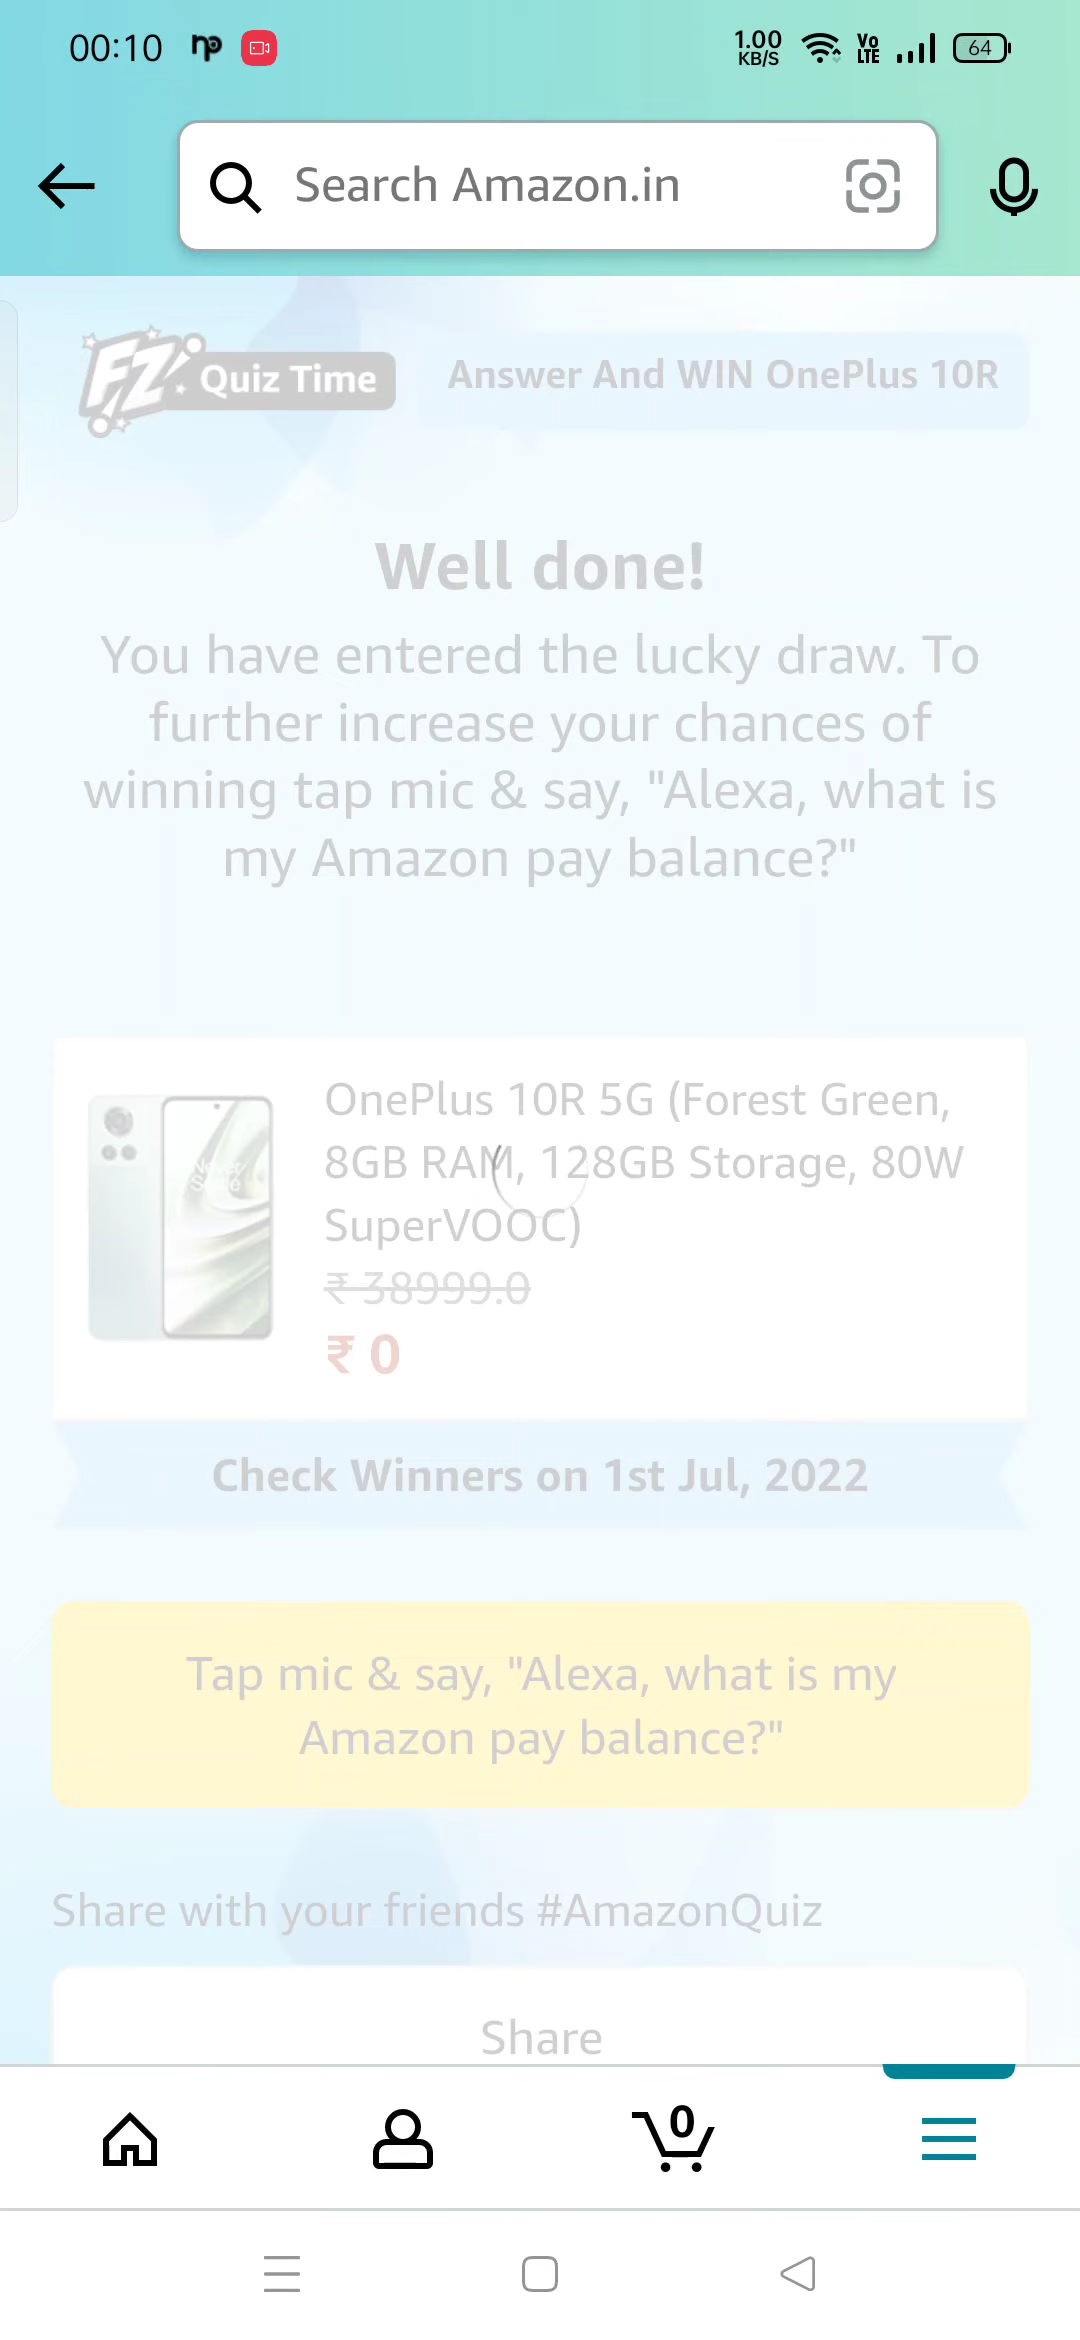 00:10
1.00
KB/S
Vo
LTE
64
Search Amazon.in
FZ Quiz Time
Answer And WIN OnePlus 10R
Well done!
You have entered the lucky draw. To
further increase your chances of
winning tap mic & say, "Alexa, what is
my Amazon pay balance?"
Never
Settle
OnePlus 10R 5G (Forest Green,
8GB RAM, 128GB Storage, 80W
SuperVOOC)
₹ 38999.0
₹ 0
Check Winners on 1st Jul, 2022
Tap mic & say, "Alexa, what is my
Amazon pay balance?"
Share with your friends #AmazonQuiz
Share
0